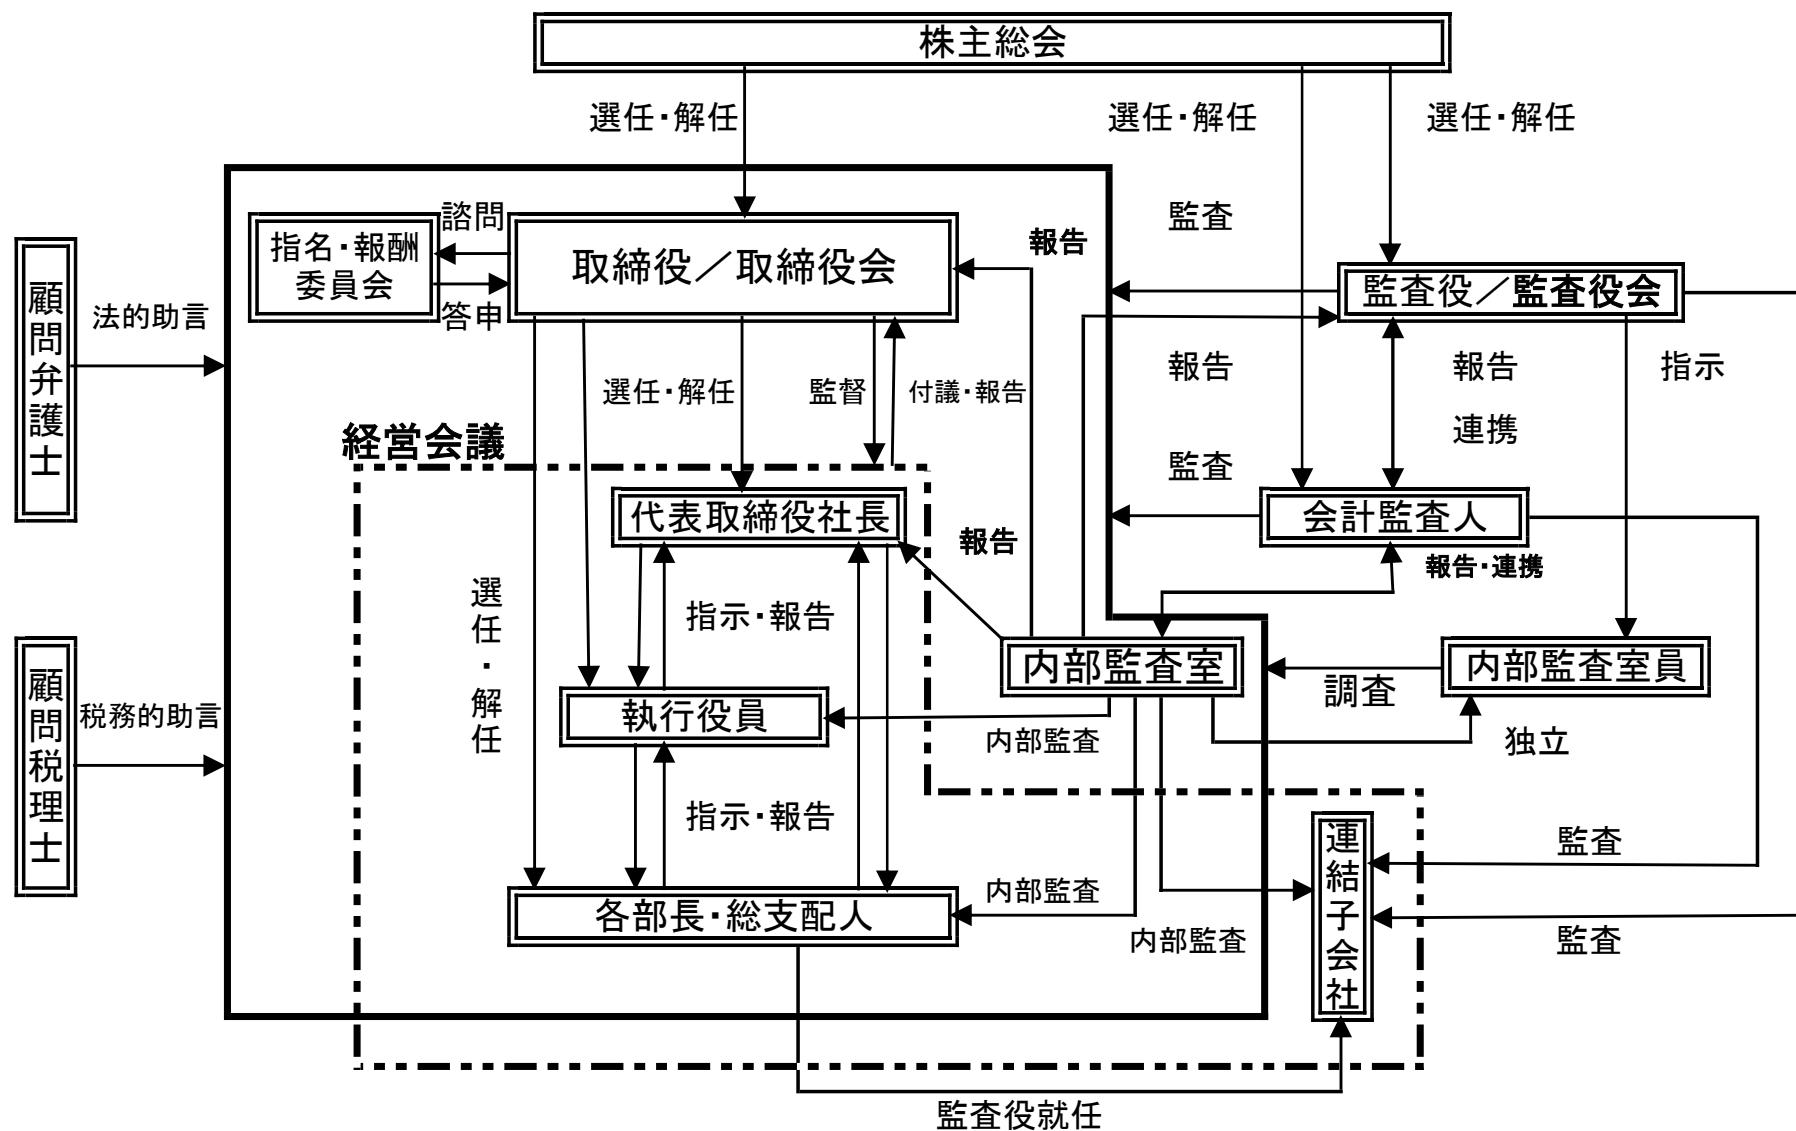 株主総会
選任・解任
選任・解任
選任・解任
諮問
指名・報酬
委員会
答申
取締役／取締役会
報告
監査
監査役／監査役会
顧問弁護士
法的助言
選任・解任
監督
付議・報告
報告
報告
連携
指示
経営会議
監査
代表取締役社長
報告
会計監査人
報告・連携
選任・解任
指示・報告
内部監査室
調査
内部監査室員
顧問税理士
税務的助言
執行役員
内部監査
独立
指示・報告
連結子会社
監査
各部長・総支配人
内部監査
内部監査
監査
監査役就任